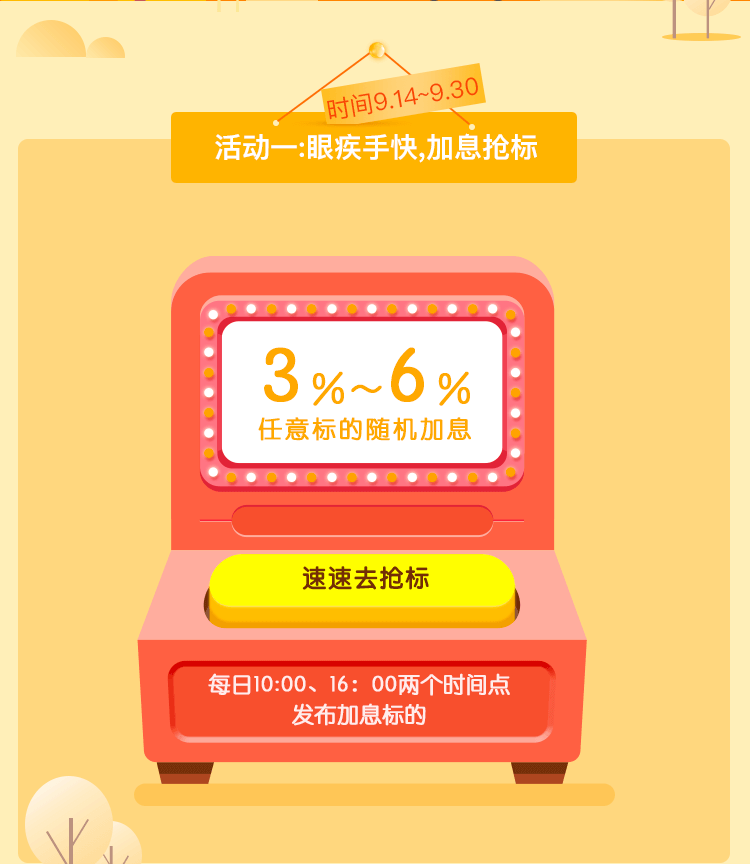 时间9.14~9.30
活动一:眼疾手快,加息抢标
3%~6%
任意标的随机加息
速速去抢标
每日10:00、16：00两个时间点
发布加息标的